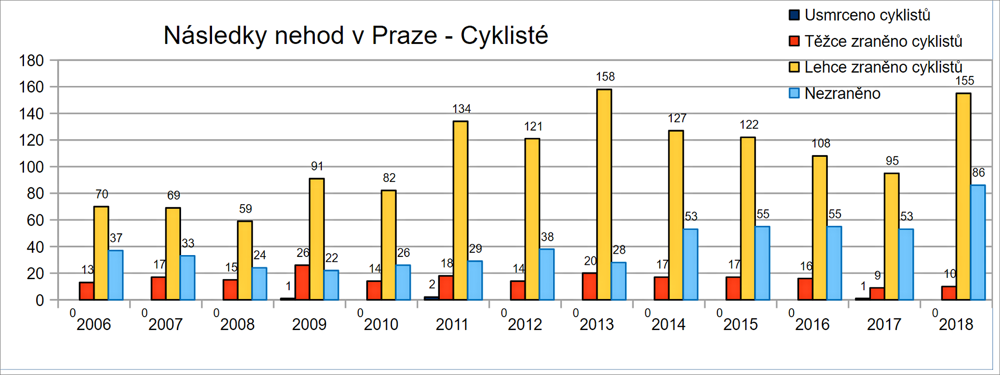 Následky nehod v Praze - Cyklisté
Usmrceno cyklistů
Těžce zraněno cyklistů
Lehce zraněno cyklistů
Nezraněno
180
160
140
120
100
80
60
40
20
0
0 13 70 37
0 17 69 33
0 15 59 24
1 26 91 22
0 14 82 26
2 18 134 29
0 14 121 38
0 20 158 28
0 17 127 53
0 17 122 55
0 16 108 55
1 9 95 53
0 10 155 86
2006 2007 2008 2009 2010 2011 2012 2013 2014 2015 2016 2017 2018